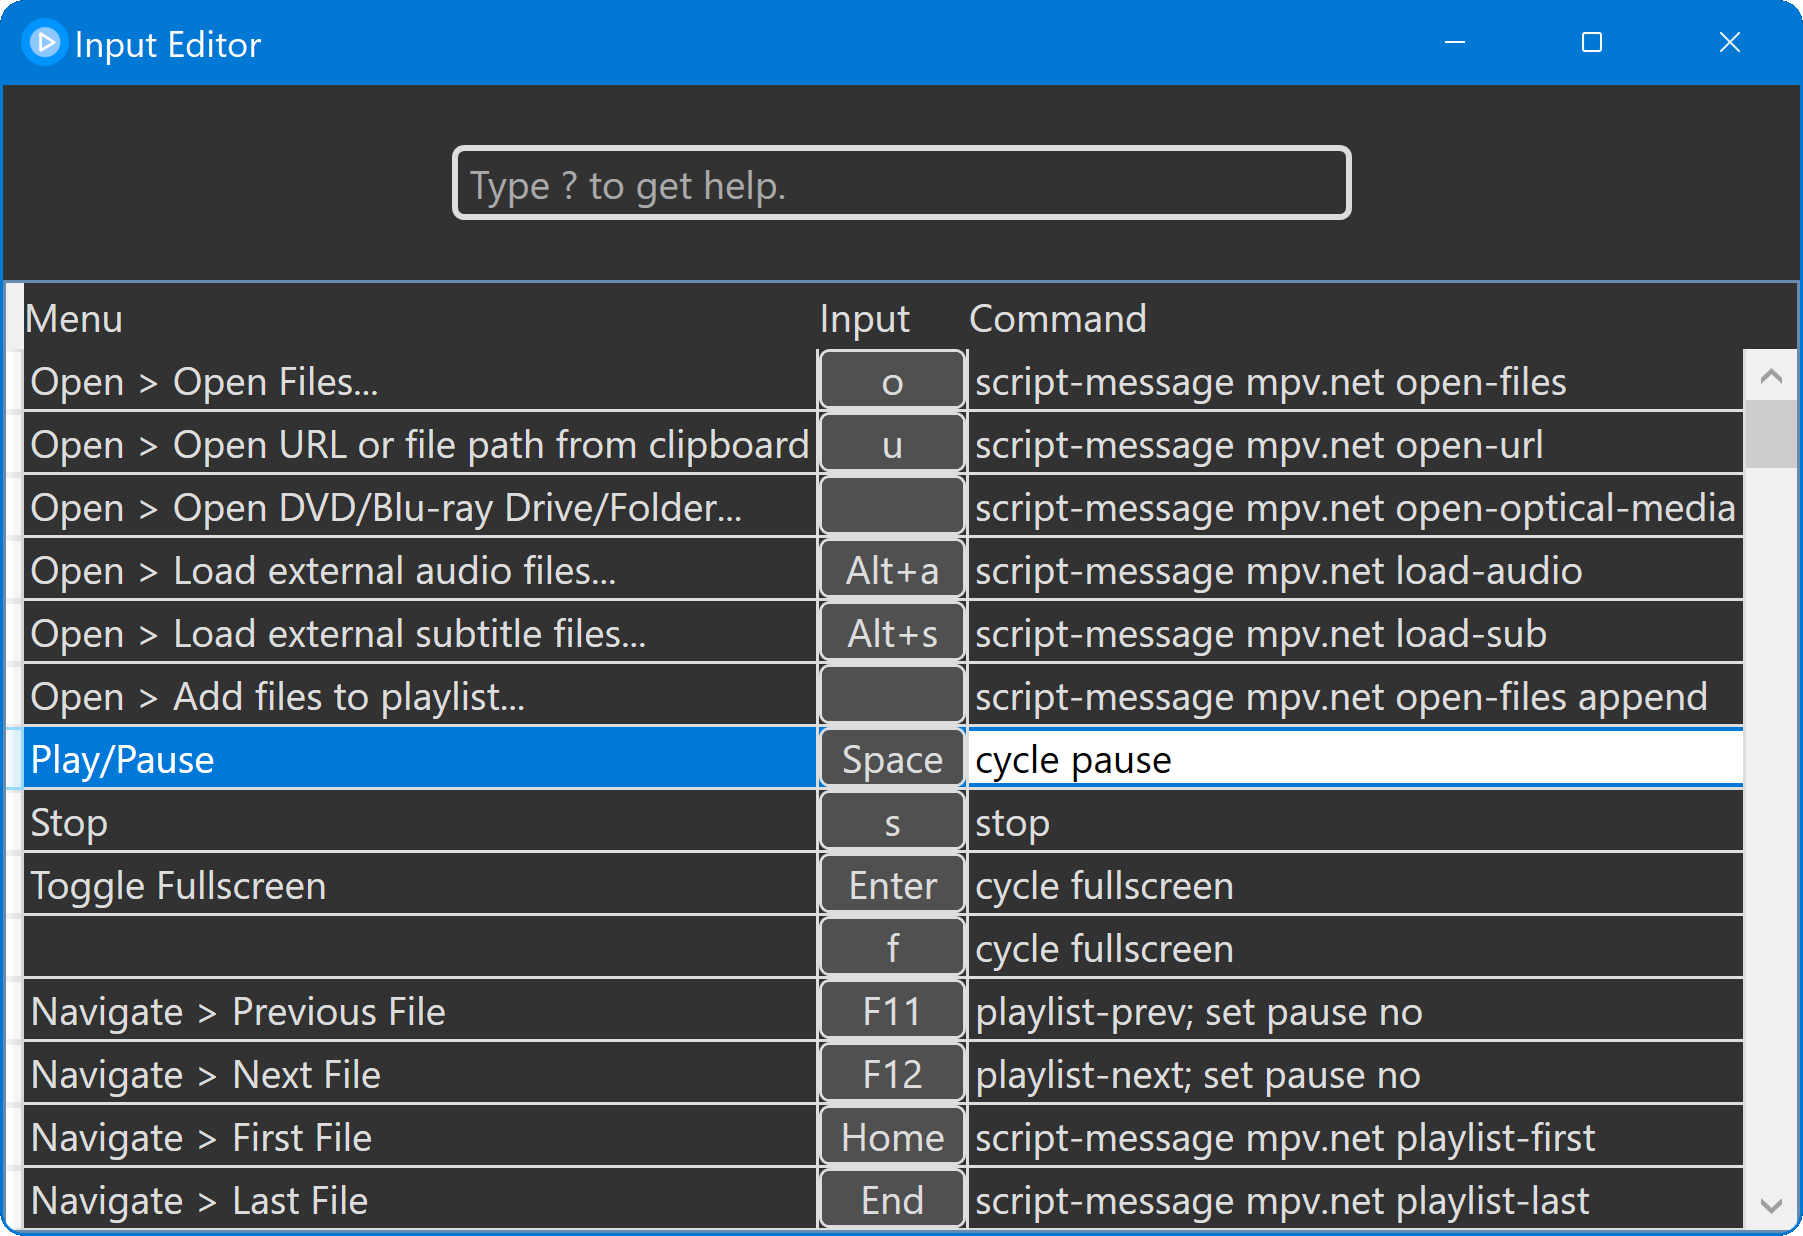 Input Editor
Type ? to get help.
Menu Input Command
Open > Open Files... o script-message mpv.net open-files
Open > Open URL or file path from clipboard u script-message mpv.net open-url
Open > Open DVD/Blu-ray Drive/Folder... script-message mpv.net open-optical-media
Open > Load external audio files... Alt+a script-message mpv.net load-audio
Open > Load external subtitle files... Alt+s script-message mpv.net load-sub
Open > Add files to playlist... script-message mpv.net open-files append
Play/Pause Space cycle pause
Stop s stop
Toggle Fullscreen Enter cycle fullscreen
f cycle fullscreen
Navigate > Previous File F11 playlist-prev; set pause no
Navigate > Next File F12 playlist-next; set pause no
Navigate > First File Home script-message mpv.net playlist-first
Navigate > Last File End script-message mpv.net playlist-last